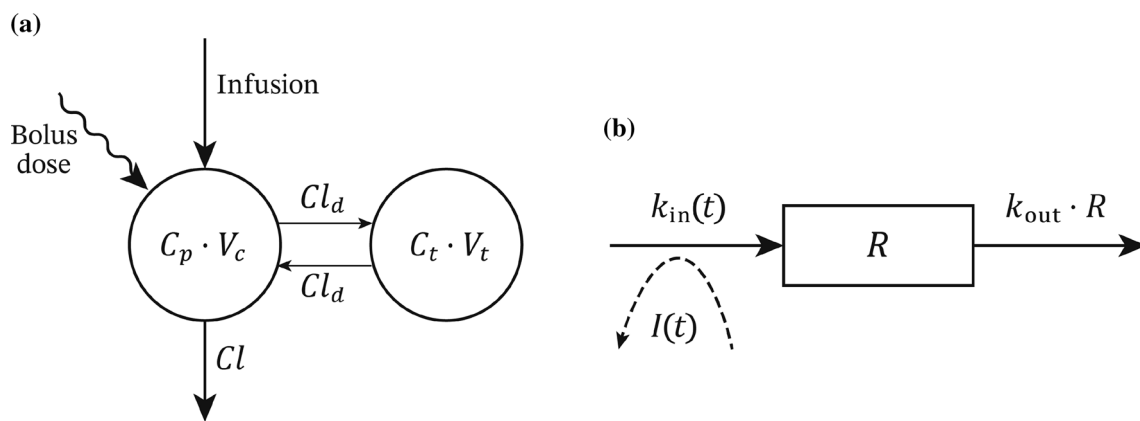 (a)
Infusion
Bolus
dose
Cl_d
C_p · V_c
C_t · V_t
Cl_d
Cl
(b)
k_in(t)
k_out · R
R
I(t)